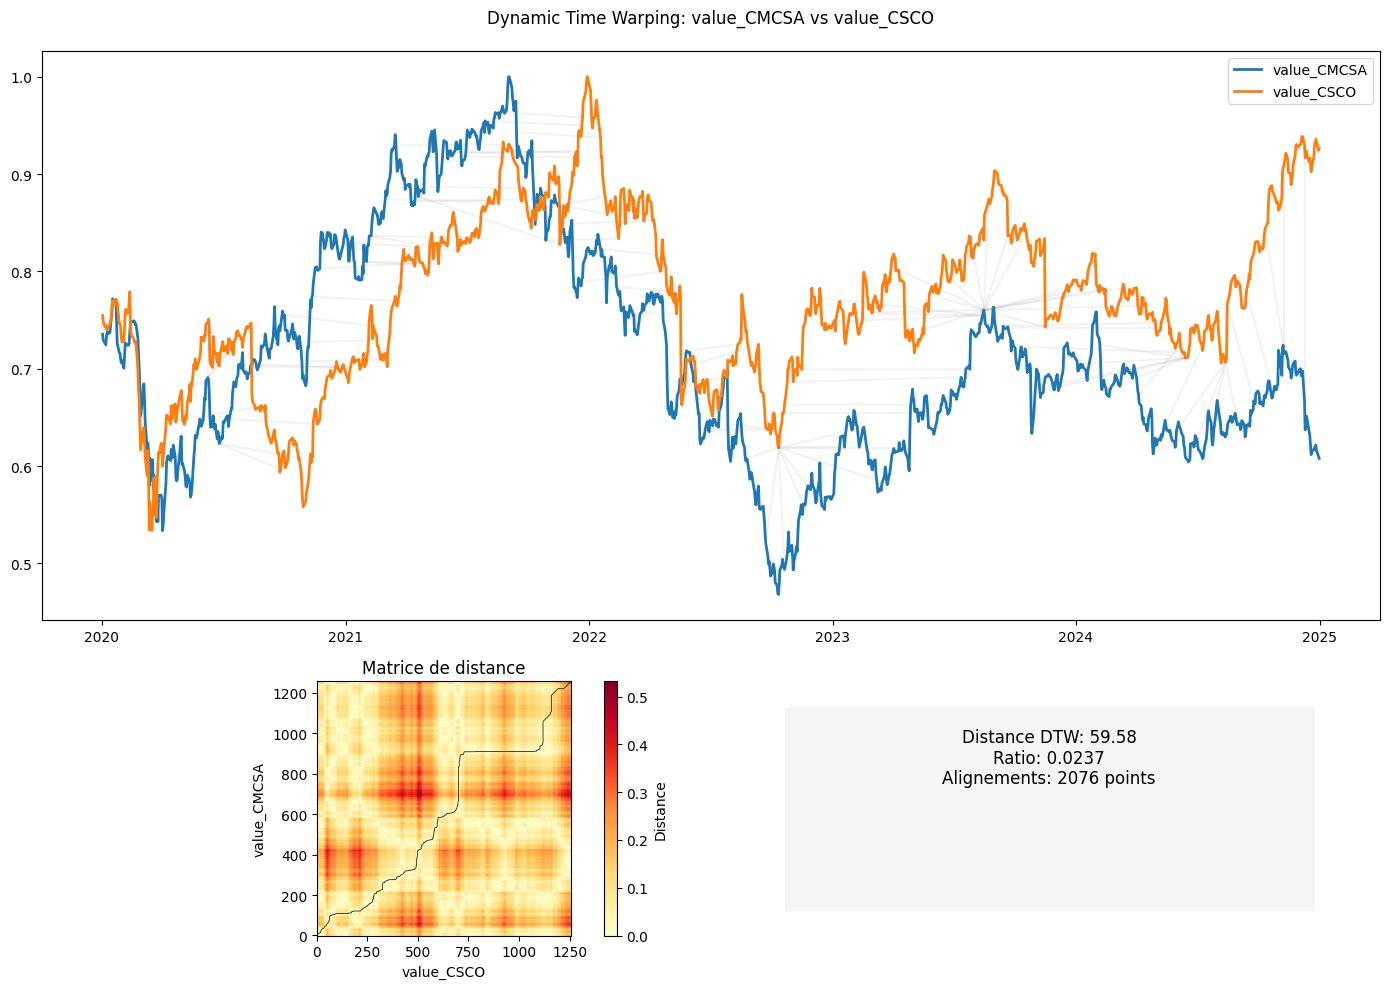 Dynamic Time Warping: value_CMCSA vs value_CSCO
value_CMCSA
value_CSCO
1.0
0.9
0.8
0.7
0.6
0.5
2020 2021 2022 2023 2024 2025
Matrice de distance
1200
1000
800
600
400
200
0
value_CMCSA
0 250 500 750 1000 1250
value_CSCO
0.5
0.4
0.3
0.2
0.1
0.0
Distance
Distance DTW: 59.58
Ratio: 0.0237
Alignements: 2076 points